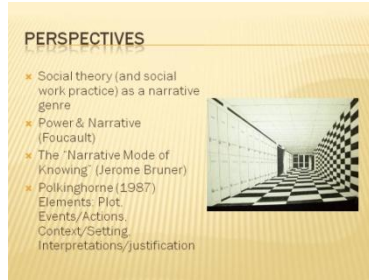 PERSPECTIVES
Social theory (and social
work practice) as a narrative
genre
Power & Narrative
(Foucault)
The “Narrative Mode of
Knowing” (Jerome Bruner)
Polkinghorne (1987)
Elements: Plot,
Events/Actions,
Context/Setting,
Interpretations/justification